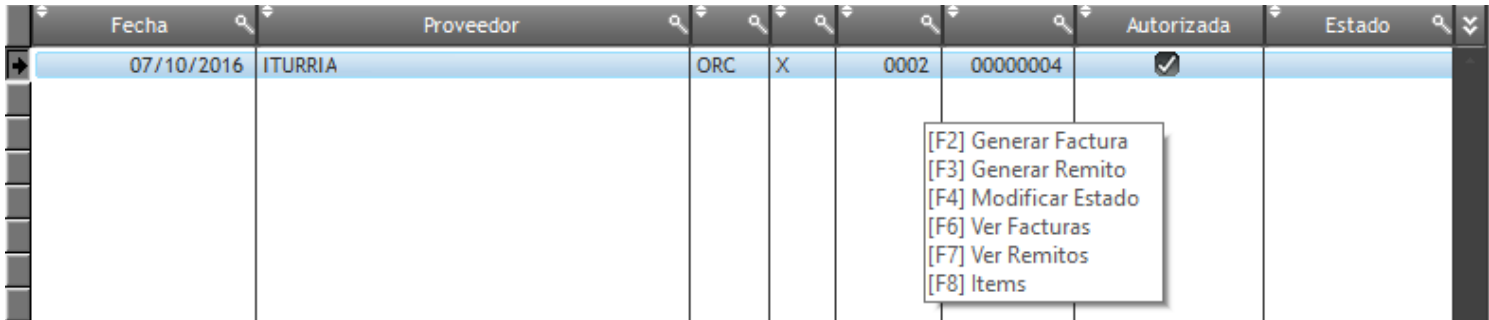 Fecha Proveedor Autorizada Estado
07/10/2016 ITURRIA ORC X 0002 00000004
[F2] Generar Factura
[F3] Generar Remito
[F4] Modificar Estado
[F6] Ver Facturas
[F7] Ver Remitos
[F8] Items